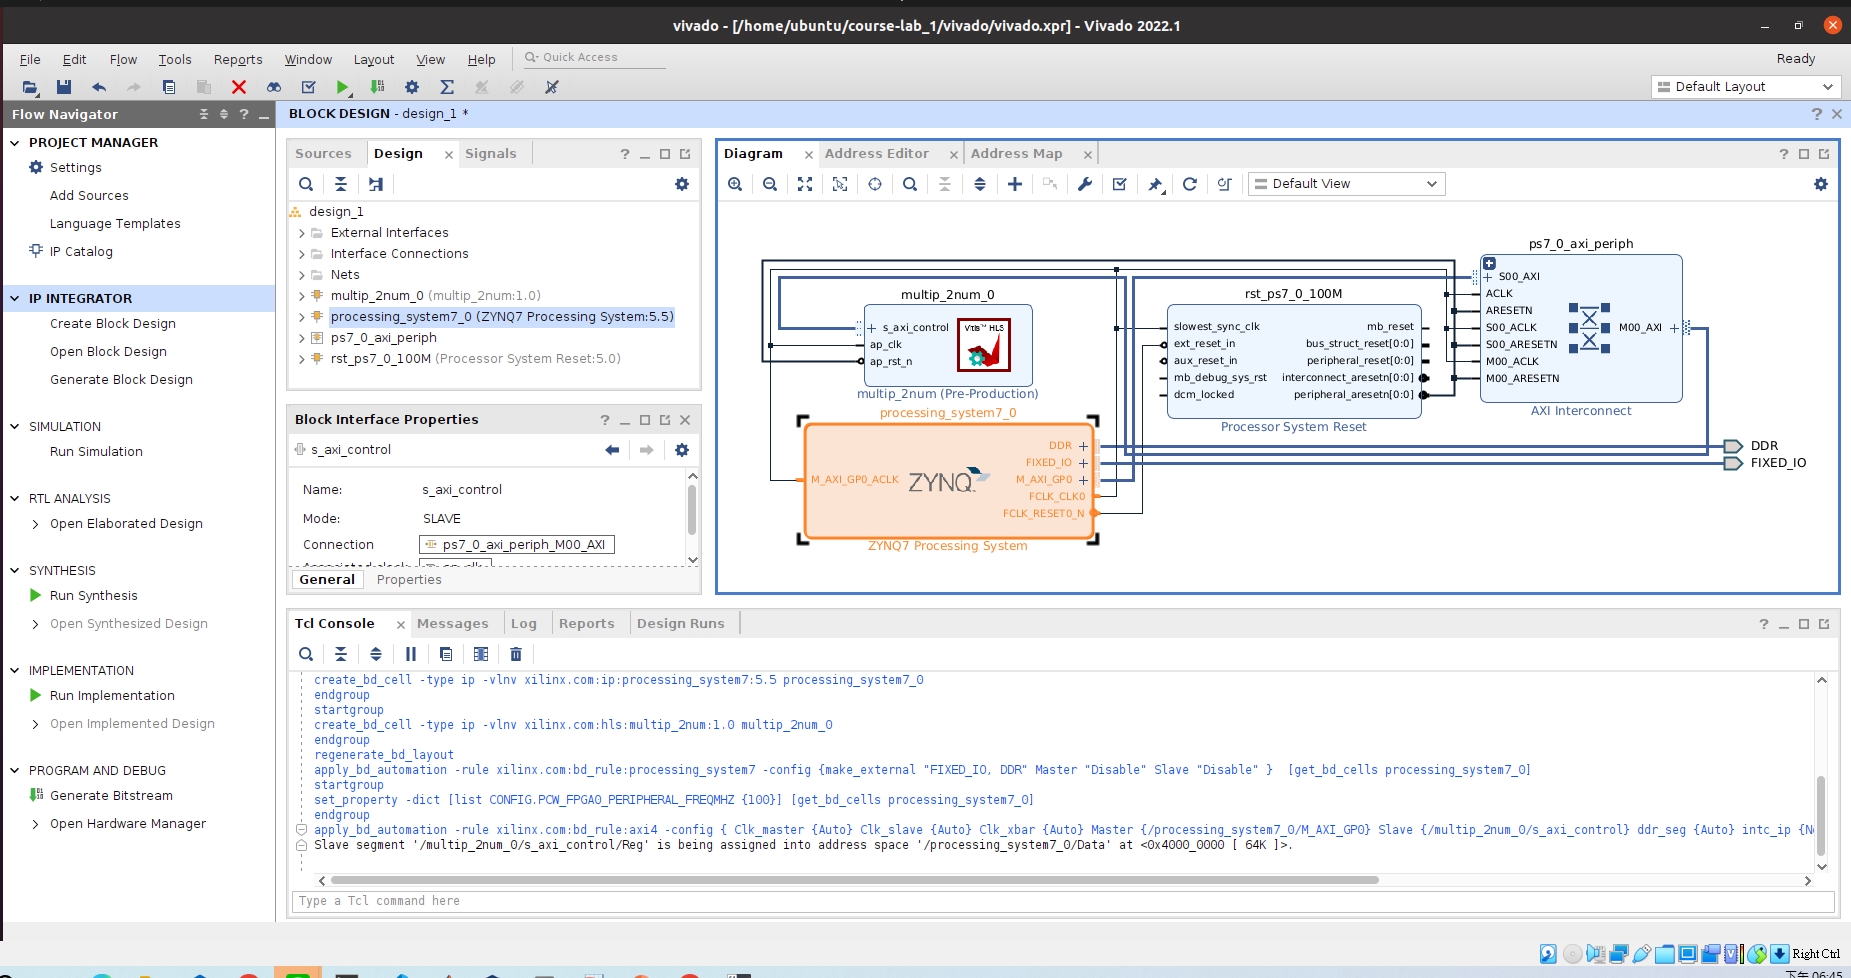 vivado - [/home/ubuntu/course-lab_1/vivado/vivado.xpr] - Vivado 2022.1
File Edit Flow Tools Reports Window Layout View Help Quick Access
Ready
Default Layout
Flow Navigator
PROJECT MANAGER
Settings
Add Sources
Language Templates
IP Catalog
IP INTEGRATOR
Create Block Design
Open Block Design
Generate Block Design
SIMULATION
Run Simulation
RTL ANALYSIS
Open Elaborated Design
SYNTHESIS
Run Synthesis
Open Synthesized Design
IMPLEMENTATION
Run Implementation
Open Implemented Design
PROGRAM AND DEBUG
Generate Bitstream
Open Hardware Manager
BLOCK DESIGN - design_1 *
Sources Design Signals
design_1
External Interfaces
Interface Connections
Nets
multip_2num_0 (multip_2num:1.0)
processing_system7_0 (ZYNQ7 Processing System:5.5)
ps7_0_axi_periph
rst_ps7_0_100M (Processor System Reset:5.0)
Block Interface Properties
s_axi_control
Name: s_axi_control
Mode: SLAVE
Connection ps7_0_axi_periph_M00_AXI
General Properties
Diagram Address Editor Address Map
Default View
multip_2num_0
s_axi_control
ap_clk
ap_rst_n
Vitis™ HLS
multip_2num (Pre-Production)
processing_system7_0
M_AXI_GP0_ACLK
ZYNQ
DDR
FIXED_IO
M_AXI_GP0
FCLK_CLK0
FCLK_RESET0_N
ZYNQ7 Processing System
rst_ps7_0_100M
slowest_sync_clk
ext_reset_in
aux_reset_in
mb_debug_sys_rst
dcm_locked
mb_reset
bus_struct_reset[0:0]
peripheral_reset[0:0]
interconnect_aresetn[0:0]
peripheral_aresetn[0:0]
Processor System Reset
ps7_0_axi_periph
S00_AXI
ACLK
ARESETN
S00_ACLK
S00_ARESETN
M00_ACLK
M00_ARESETN
M00_AXI
AXI Interconnect
DDR
FIXED_IO
Tcl Console Messages Log Reports Design Runs
create_bd_cell -type ip -vlnv xilinx.com:ip:processing_system7:5.5 processing_system7_0
endgroup
startgroup
create_bd_cell -type ip -vlnv xilinx.com:hls:multip_2num:1.0 multip_2num_0
endgroup
regenerate_bd_layout
apply_bd_automation -rule xilinx.com:bd_rule:processing_system7 -config {make_external "FIXED_IO, DDR" Master "Disable" Slave "Disable" }  [get_bd_cells processing_system7_0]
startgroup
set_property -dict [list CONFIG.PCW_FPGA0_PERIPHERAL_FREQMHZ {100}] [get_bd_cells processing_system7_0]
endgroup
apply_bd_automation -rule xilinx.com:bd_rule:axi4 -config { Clk_master {Auto} Clk_slave {Auto} Clk_xbar {Auto} Master {/processing_system7_0/M_AXI_GP0} Slave {/multip_2num_0/s_axi_control} ddr_seg {Auto} intc_ip
Slave segment '/multip_2num_0/s_axi_control/Reg' is being assigned into address space '/processing_system7_0/Data' at <0x4000_0000 [ 64K ]>.
Type a Tcl command here
Right Ctrl
下午 06:45